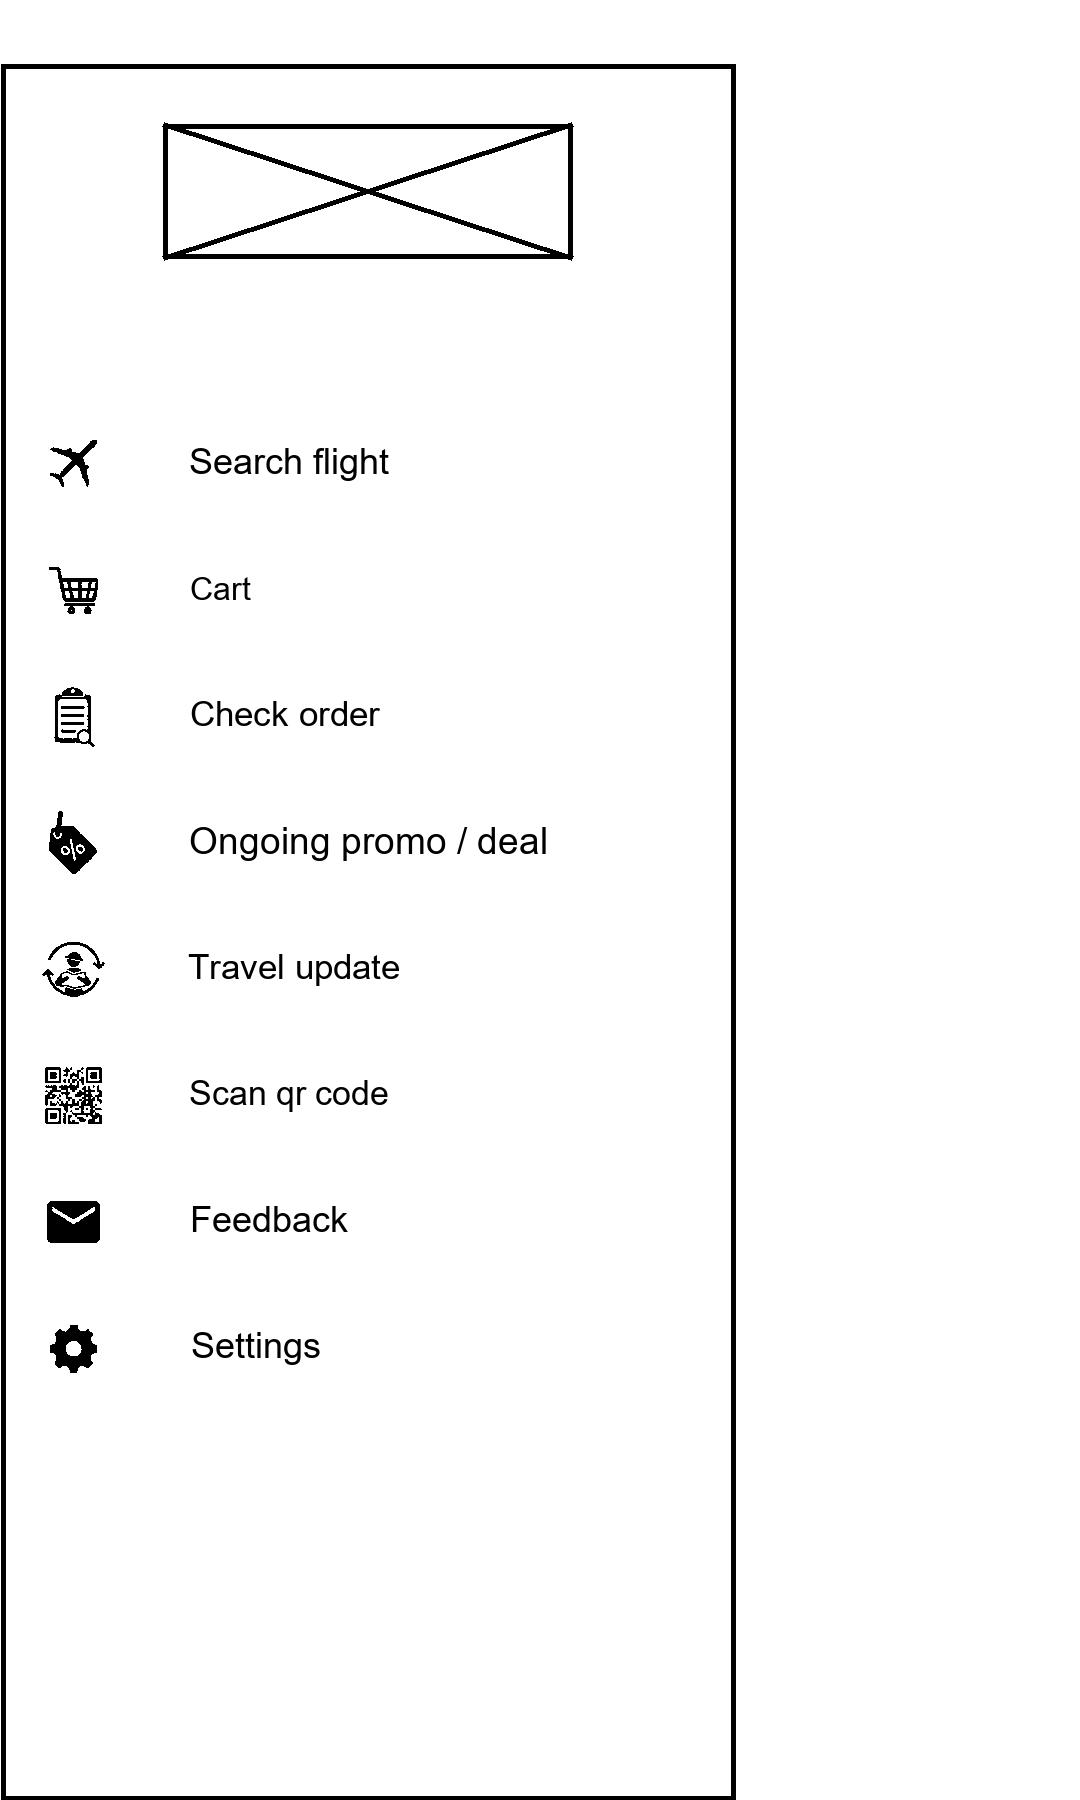 Search flight
Cart
Check order
Ongoing promo / deal
Travel update
Scan qr code
Feedback
Settings